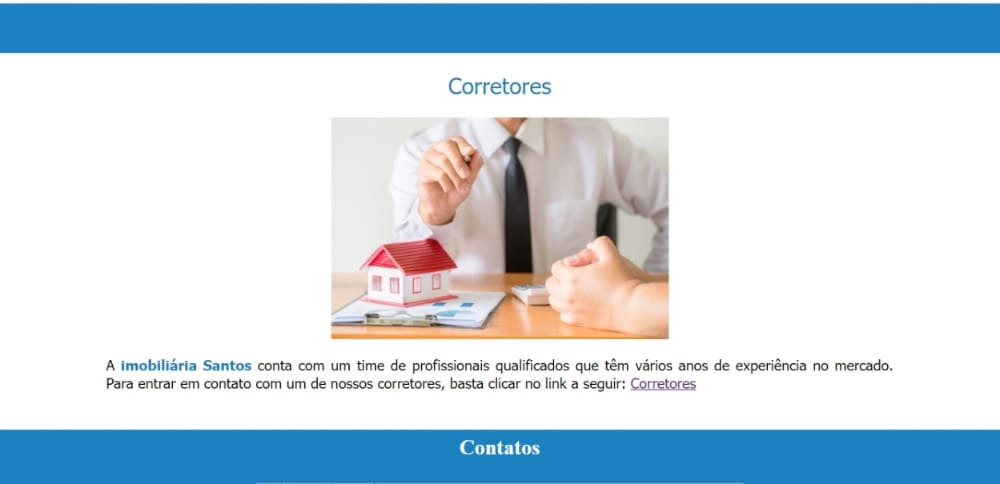 Corretores
A imobiliária Santos conta com um time de profissionais qualificados que têm vários anos de experiência no mercado.
Para entrar em contato com um de nossos corretores, basta clicar no link a seguir: Corretores
Contatos